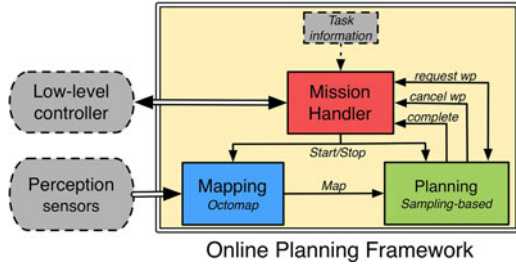 Task
information
Low-level
controller
Mission
Handler
request wp
cancel wp
complete
Start/Stop
Perception
sensors
Mapping
Octomap
Map
Planning
Sampling-based
Online Planning Framework